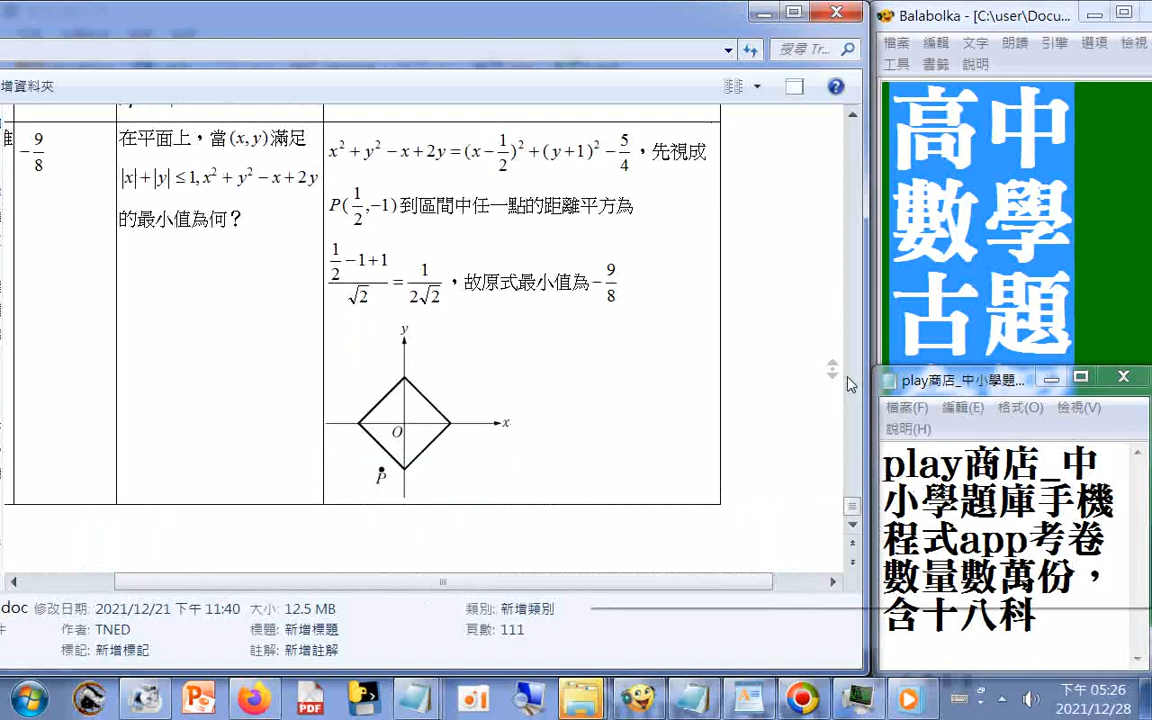 Balabolka - [C:\user\Docu...
檔案 編輯 文字 朗讀 引擎 選項 檢視
工具 書籤 說明
搜尋 Tr...
增資料夾
-9/8
在平面上，當(x,y)滿足
|x|+|y|≤1,x²+y²-x+2y
的最小值為何？
x²+y²-x+2y=(x-1/2)²+(y+1)²-5/4，先視成
P(1/2,-1)到區間中任一點的距離平方為
(1/2-1+1)/√2=1/(2√2)，故原式最小值為-9/8
y
x
O
P
高中
數學
古題
play商店_中小學題...
檔案(F) 編輯(E) 格式(O) 檢視(V)
說明(H)
play商店_中
小學題庫手機
程式app考卷
數量數萬份，
含十八科
doc 修改日期: 2021/12/21 下午 11:40 大小: 12.5 MB 類別: 新增類別
作者: TNED 標題: 新增標題 頁數: 111
標記: 新增標記 註解: 新增註解
PDF
下午 05:26
2021/12/28